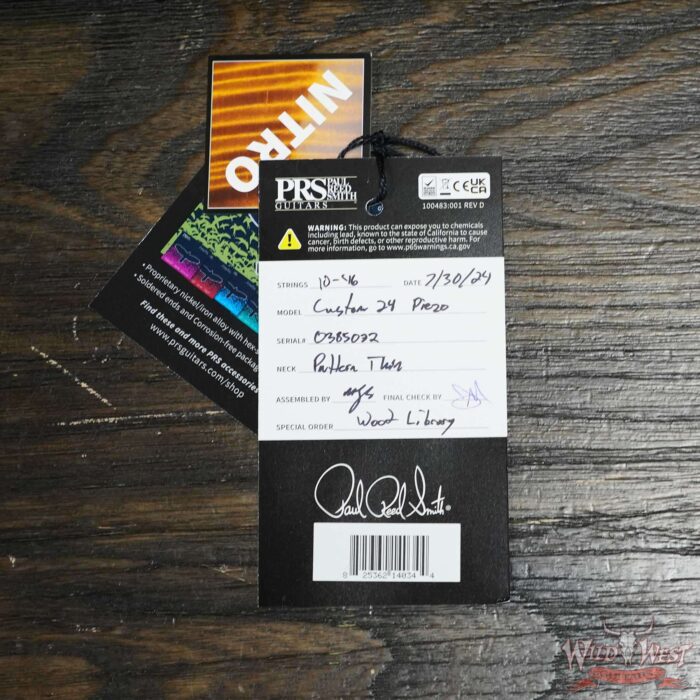 NITRO
PRS PAUL REED SMITH
GUITARS
CE UK CA
100483:001 REV D
WARNING: This product can expose you to chemicals
including lead, known to the state of California to cause
cancer, birth defects, or other reproductive harm. For
more information, go to www.p65warnings.ca.gov
STRINGS 10-46 DATE 7/30/24
MODEL Custom 24 Piezo
SERIAL# 0385032
NECK Pattern Thin
ASSEMBLED BY FINAL CHECK BY
SPECIAL ORDER Wood Library
Paul Reed Smith®
8 25362 14034 4
• Proprietary nickel/iron alloy with hex-s
• Soldered ends and Corrosion-free packag
Find these and more PRS accessories
www.prsguitars.com/shop
WILD WEST